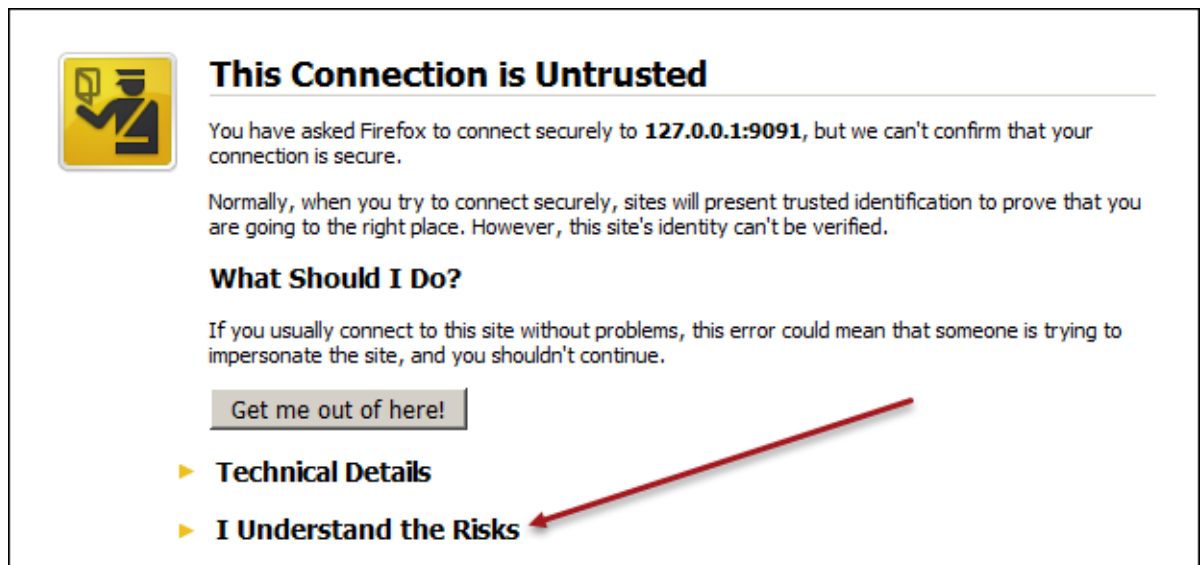 This Connection is Untrusted
You have asked Firefox to connect securely to 127.0.0.1:9091, but we can't confirm that your
connection is secure.
Normally, when you try to connect securely, sites will present trusted identification to prove that you
are going to the right place. However, this site's identity can't be verified.
What Should I Do?
If you usually connect to this site without problems, this error could mean that someone is trying to
impersonate the site, and you shouldn't continue.
Get me out of here!
Technical Details
I Understand the Risks